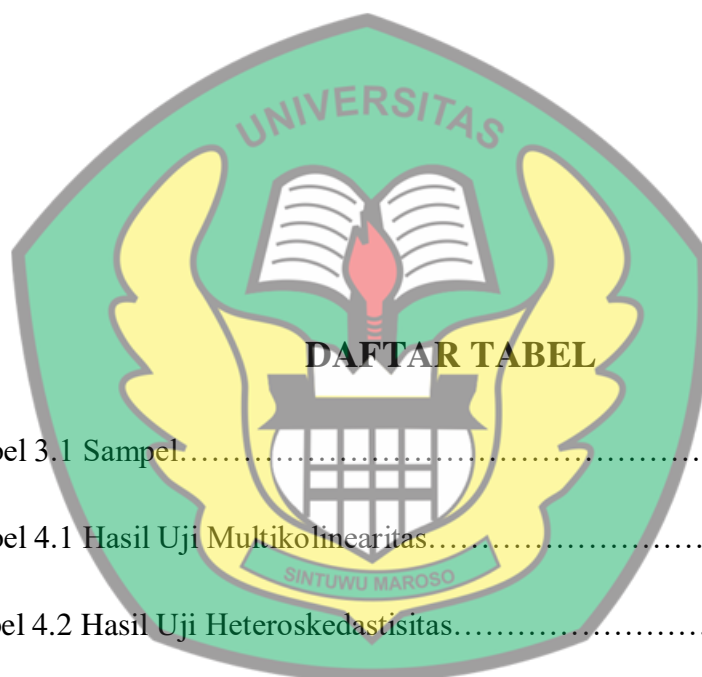 UNIVERSITAS
DAFTAR TABEL
bel 3.1 Sampel……………………………………………………
bel 4.1 Hasil Uji Multikolinearitas…………………………
SINTUWU MAROSO
bel 4.2 Hasil Uji Heteroskedastisitas………………………